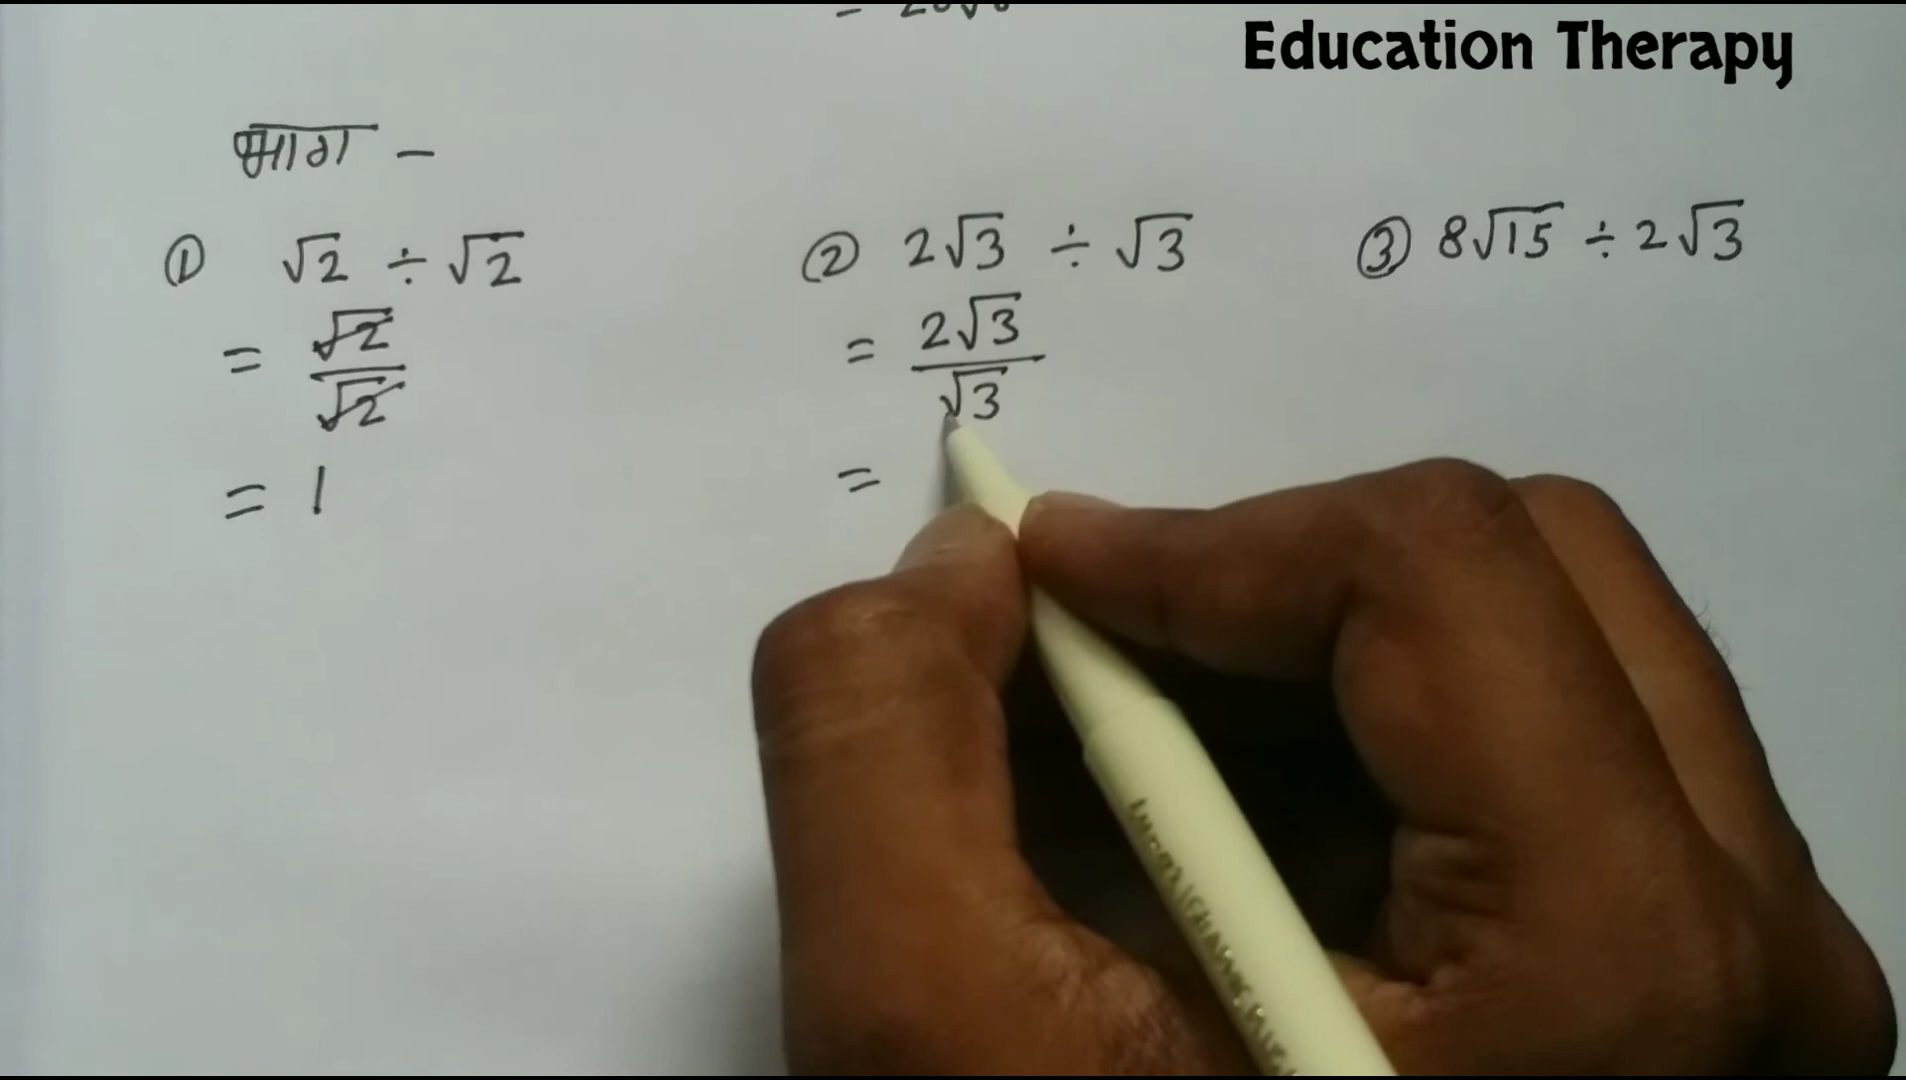 Education Therapy
भाग –
① √2 ÷ √2
= √2/√2
= 1
② 2√3 ÷ √3
= 2√3/√3
=
③ 8√15 ÷ 2√3